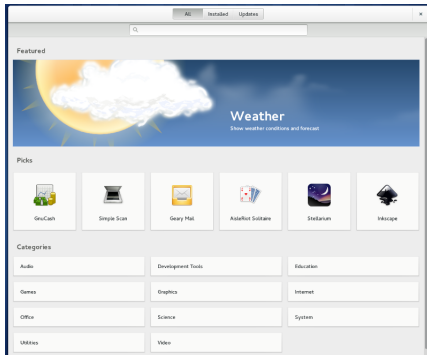 All Installed Updates
Featured
Weather
Show weather conditions and forecast
Picks
GnuCash Simple Scan Geary Mail AisleRiot Solitaire Stellarium Inkscape
Categories
Audio Development Tools Education
Games Graphics Internet
Office Science System
Utilities Video